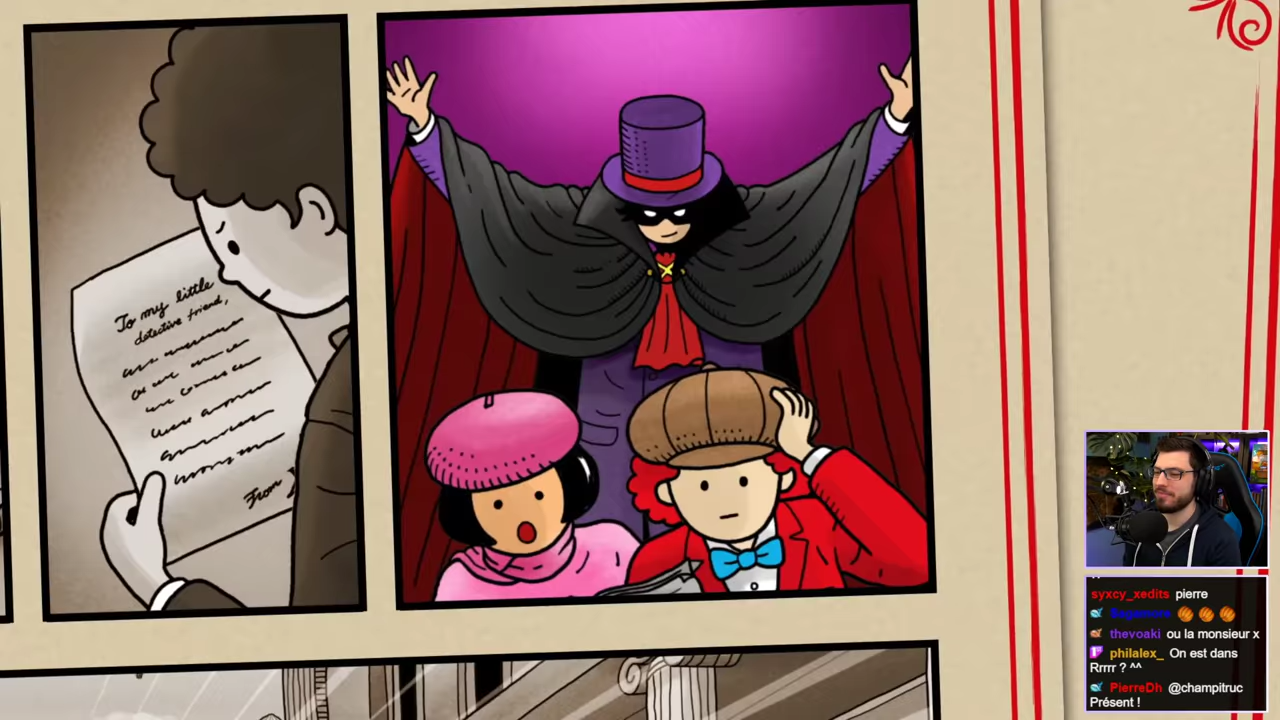 To my little
detective friend,
From
syxcy_xedits pierre
thevoaki ou la monsieur x
philalex_ On est dans
Rrrrr ? ^^
PierreDh @champitruc
Présent !